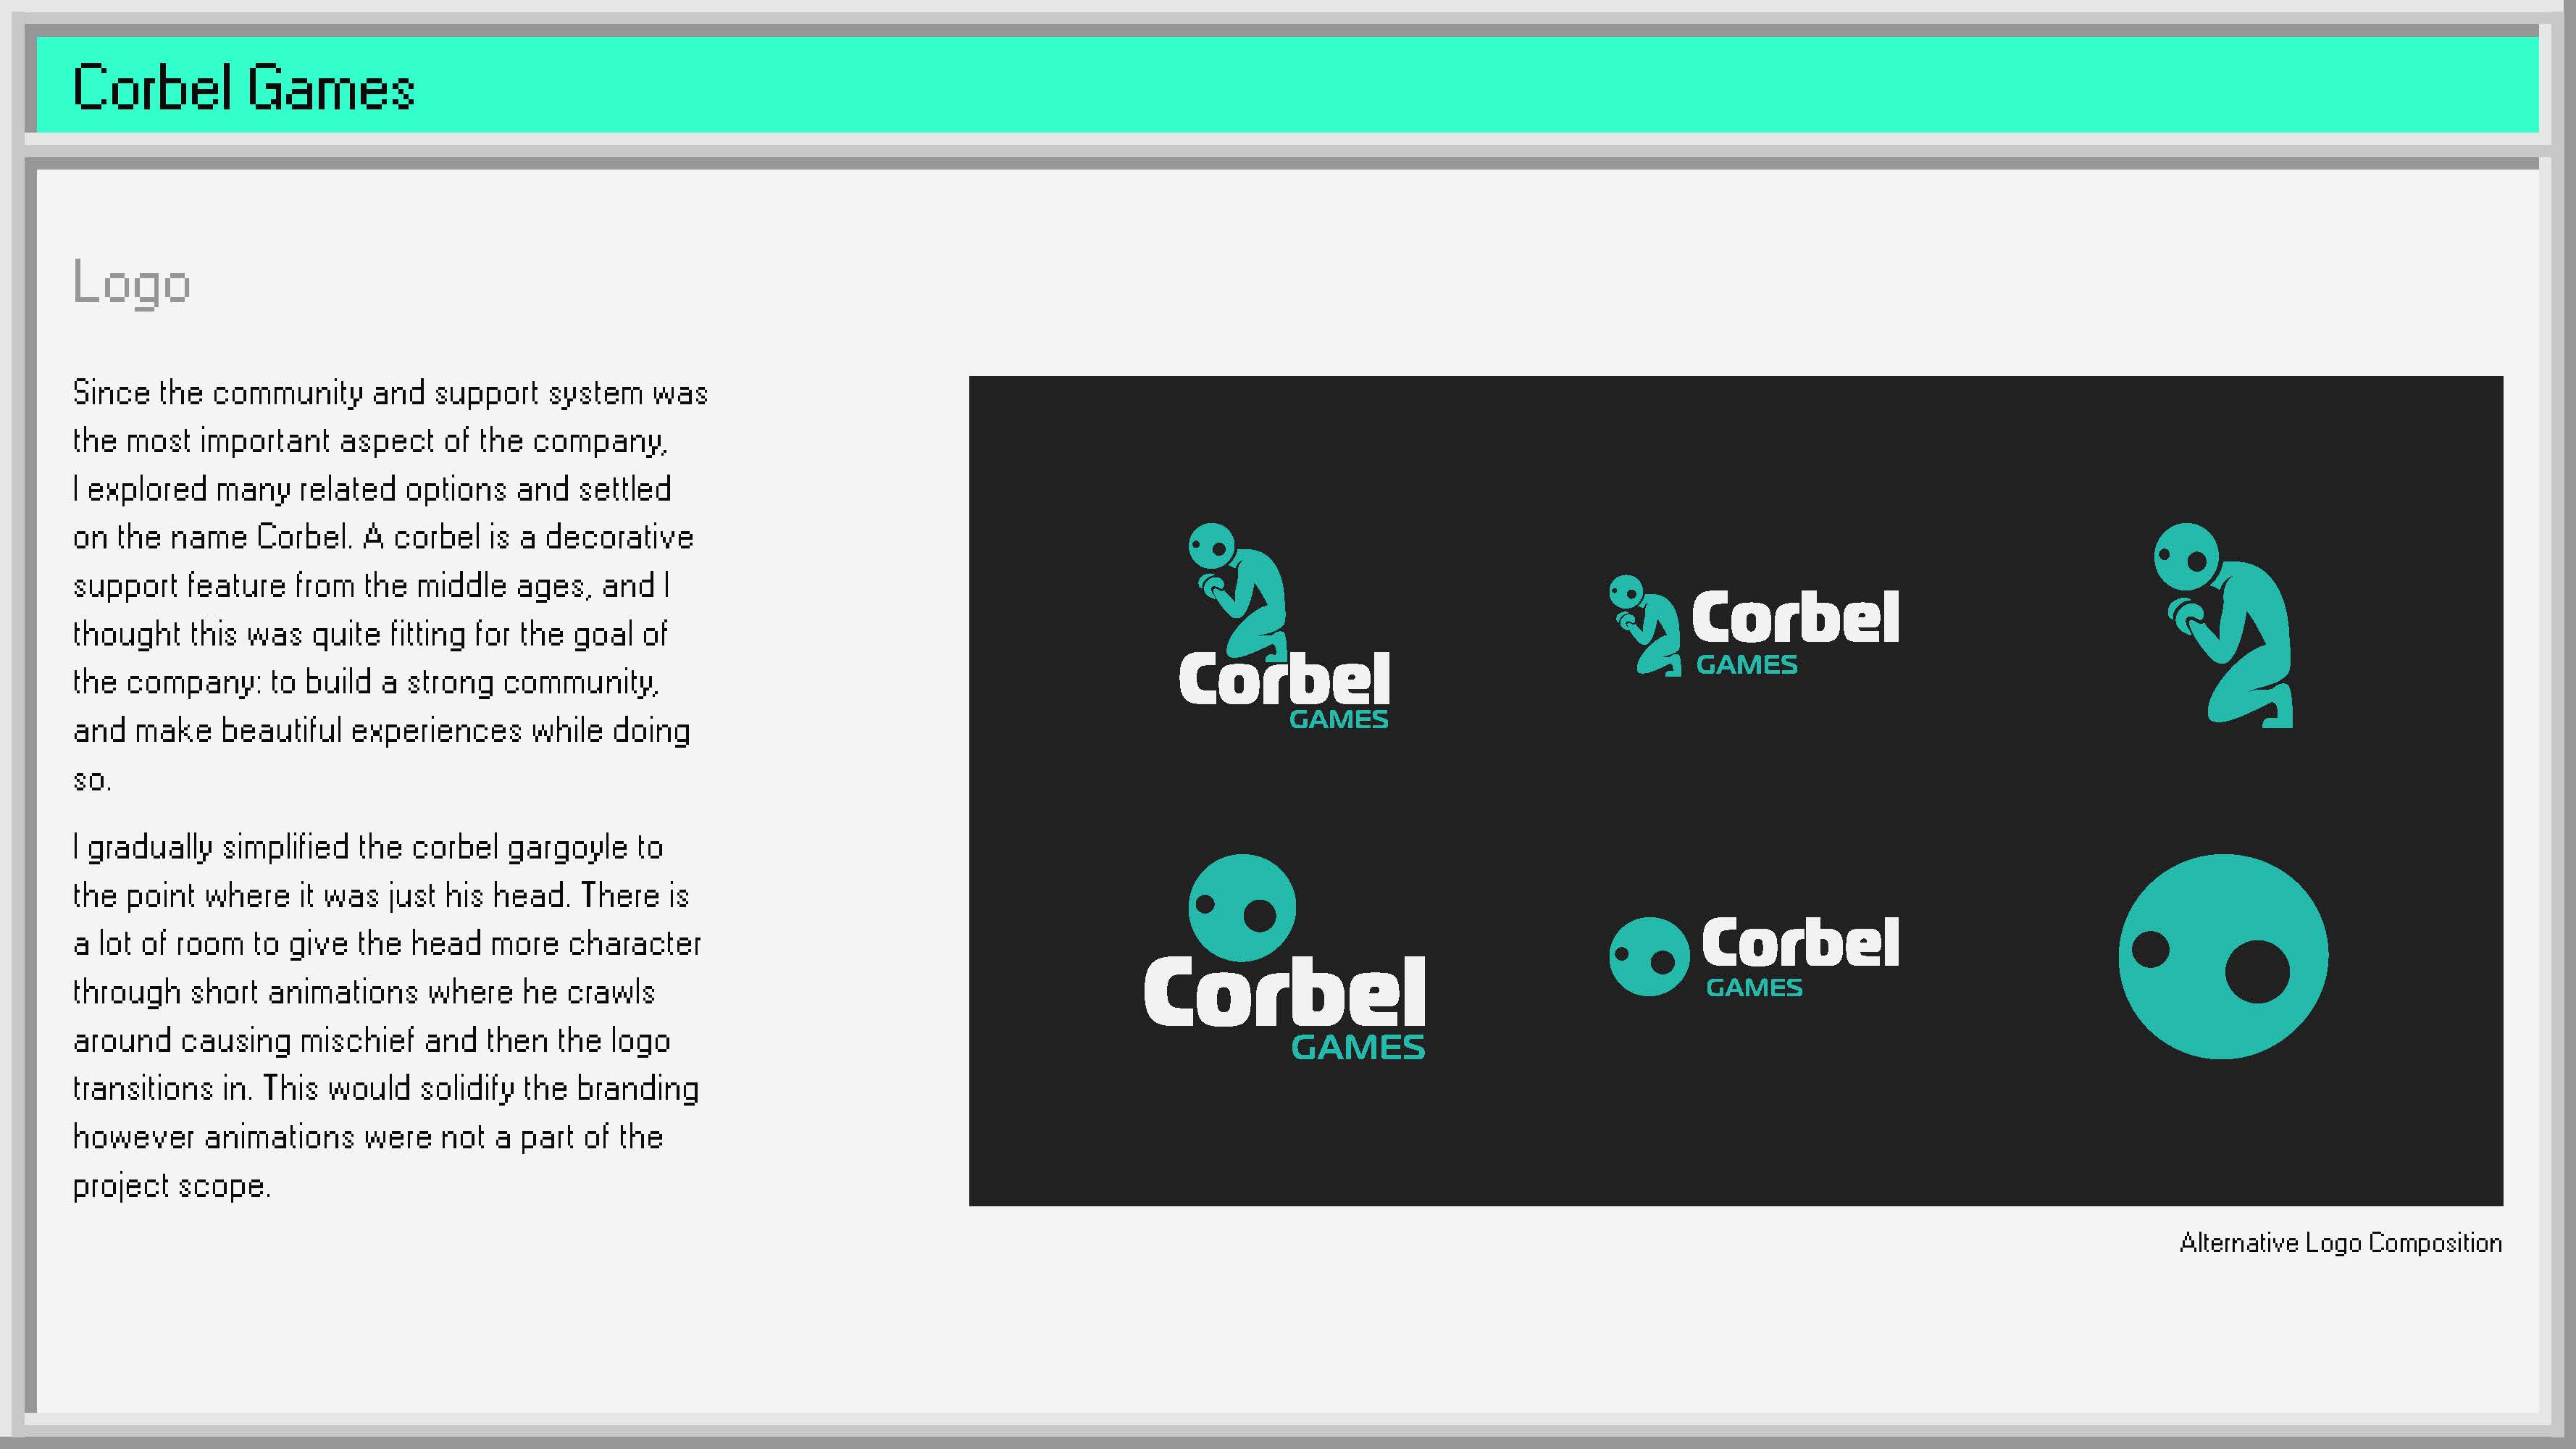 Corbel Games
Logo
Since the community and support system was
the most important aspect of the company,
I explored many related options and settled
on the name Corbel. A corbel is a decorative
support feature from the middle ages, and I
thought this was quite fitting for the goal of
the company: to build a strong community,
and make beautiful experiences while doing
so.
I gradually simplified the corbel gargoyle to
the point where it was just his head. There is
a lot of room to give the head more character
through short animations where he crawls
around causing mischief and then the logo
transitions in. This would solidify the branding
however animations were not a part of the
project scope.
Corbel
GAMES
Corbel
GAMES
Corbel
GAMES
Corbel
GAMES
Alternative Logo Composition